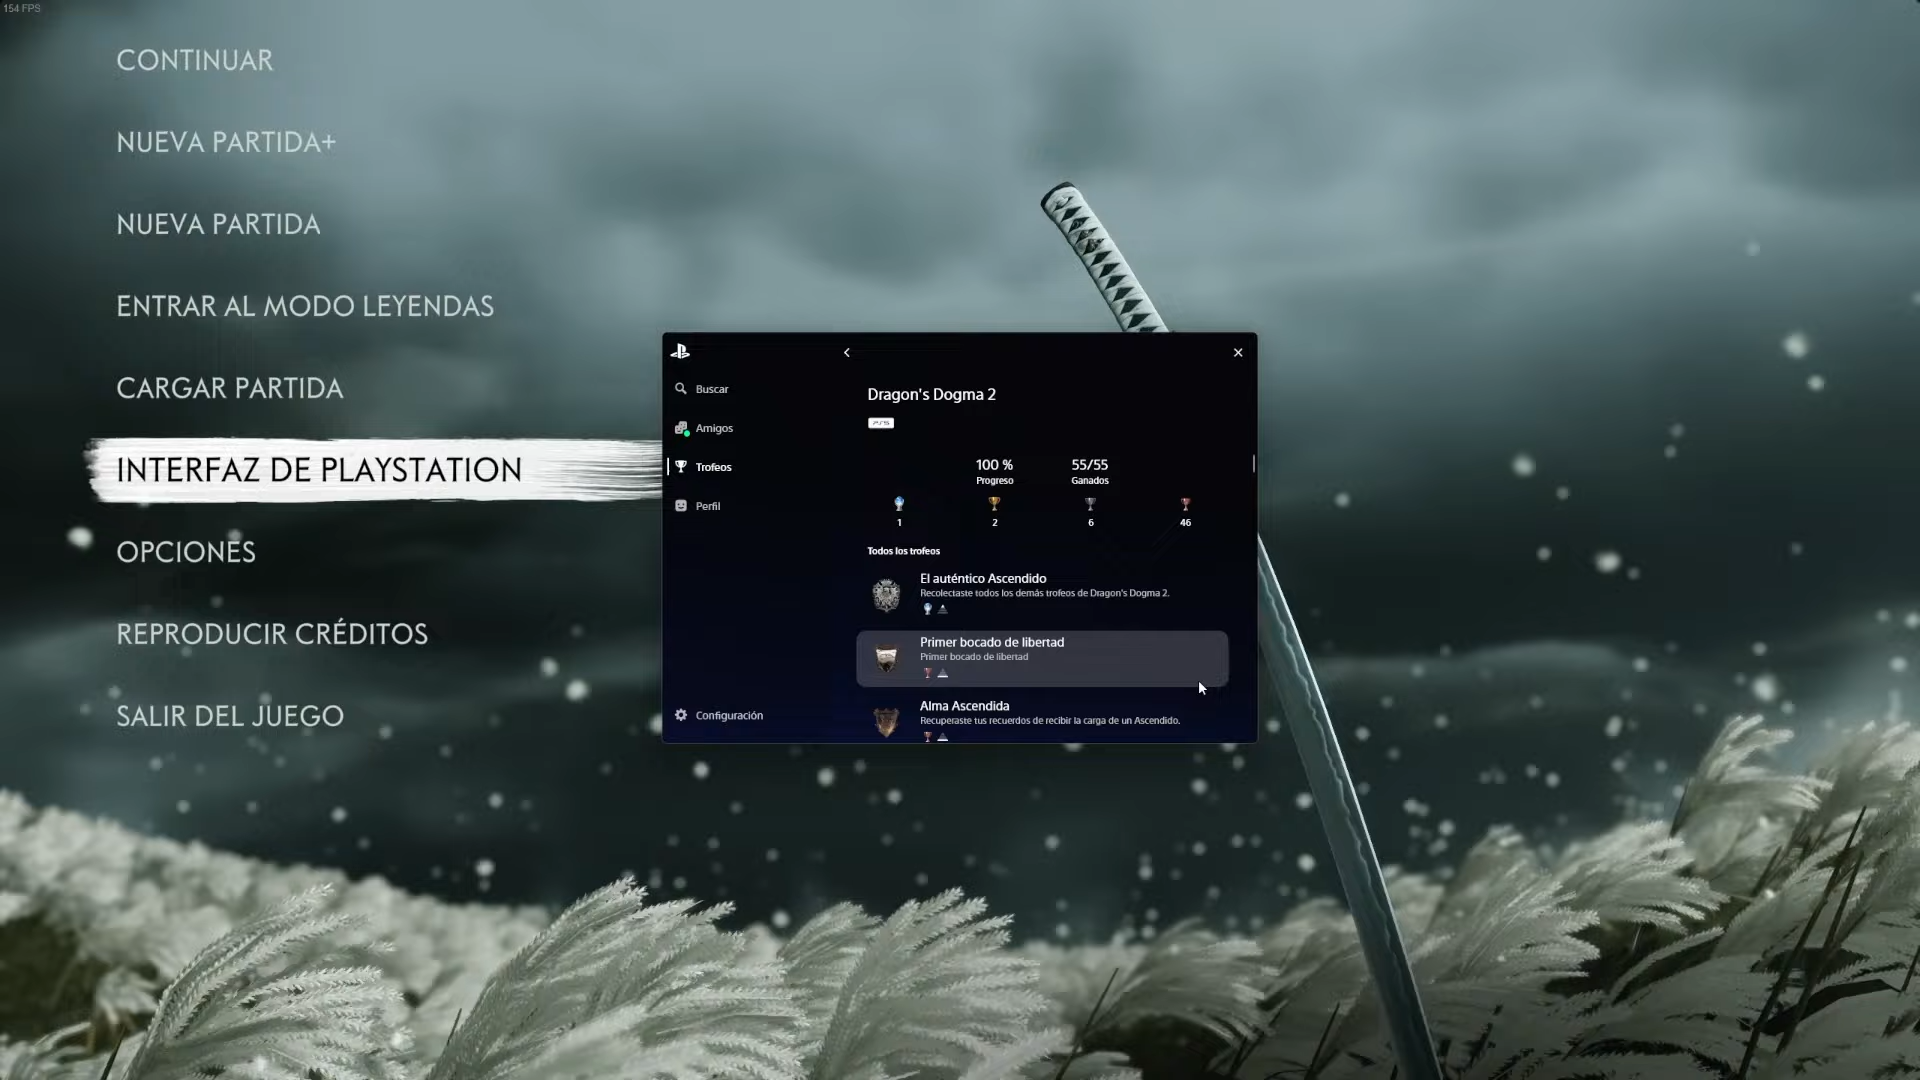 154 FPS
CONTINUAR
NUEVA PARTIDA+
NUEVA PARTIDA
ENTRAR AL MODO LEYENDAS
CARGAR PARTIDA
INTERFAZ DE PLAYSTATION
OPCIONES
REPRODUCIR CRÉDITOS
SALIR DEL JUEGO
Buscar
Amigos
Trofeos
Perfil
Configuración
Dragon's Dogma 2
PS5
100 %
Progreso
55/55
Ganados
1
2
6
46
Todos los trofeos
El auténtico Ascendido
Recolectaste todos los demás trofeos de Dragon's Dogma 2.
Primer bocado de libertad
Primer bocado de libertad
Alma Ascendida
Recuperaste tus recuerdos de recibir la carga de un Ascendido.